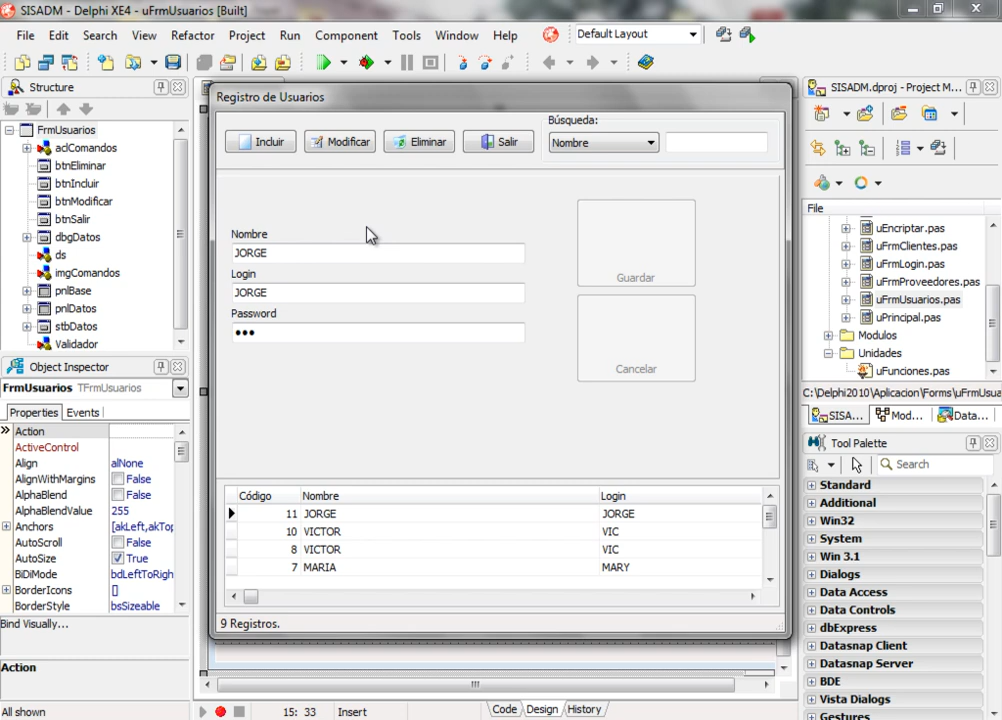 SISADM - Delphi XE4 - uFrmUsuarios [Built]
File Edit Search View Refactor Project Run Component Tools Window Help
Default Layout
Structure
FrmUsuarios
aclComandos
btnEliminar
btnIncluir
btnModificar
btnSalir
dbgDatos
ds
imgComandos
pnlBase
pnlDatos
stbDatos
Validador
Object Inspector
FrmUsuarios TFrmUsuarios
Properties Events
Action
ActiveControl
Align alNone
AlignWithMargins False
AlphaBlend False
AlphaBlendValue 255
Anchors [akLeft,akTop
AutoScroll False
AutoSize True
BiDiMode bdLeftToRigh
BorderIcons []
BorderStyle bsSizeable
Bind Visually...
Action
All shown
Registro de Usuarios
Búsqueda:
Incluir Modificar Eliminar Salir Nombre
Nombre
JORGE
Login
JORGE
Password
●●●
Guardar
Cancelar
Código Nombre Login
11 JORGE JORGE
10 VICTOR VIC
8 VICTOR VIC
7 MARIA MARY
9 Registros.
15: 33 Insert Code Design History
SISADM.dproj - Project M...
File
uEncriptar.pas
uFrmClientes.pas
uFrmLogin.pas
uFrmProveedores.pas
uFrmUsuarios.pas
uPrincipal.pas
Modulos
Unidades
uFunciones.pas
C:\Delphi2010\Aplicacion\Forms\uFrmUsua
SISA... Mod... Data...
Tool Palette
Search
Standard
Additional
Win32
System
Win 3.1
Dialogs
Data Access
Data Controls
dbExpress
Datasnap Client
Datasnap Server
BDE
Vista Dialogs
Gestures